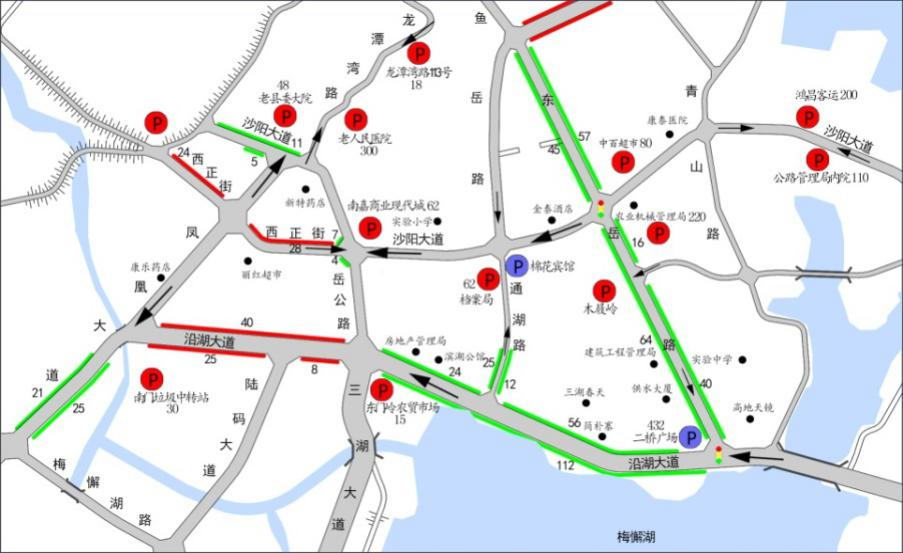 龙潭湾路
鱼岳路
P
龙潭湾路113号
18
48
老县委大院
P
P
老人民医院
300
P
沙阳大道
11
5
24
西正街
东岳路
57
45
青山路
康泰医院
中百超市80
P
鸿昌客运200
P
沙阳大道
P
公路管理局内院110
新特药店
南嘉商业现代城62
P
实验小学
金泰酒店
农业机械管理局220
P
16
凤凰大道
西正街
28
7
4
沙阳大道
P
棉花宾馆
康乐药店
丽红超市
岳公路
62
P
档案局
通湖路
P
木履岭
40
沿湖大道
25
8
房地产管理局
滨湖公馆
24
25
12
64
建筑工程管理局
实验中学
40
21
25
P
南门垃圾中转站
30
陆码大道
P
东门冷农贸市场
15
三湖春天
洪水大厦
高地天镜
56
筒朴寨
432
二桥广场
P
112
沿湖大道
三湖大道
梅懈湖路
梅懈湖